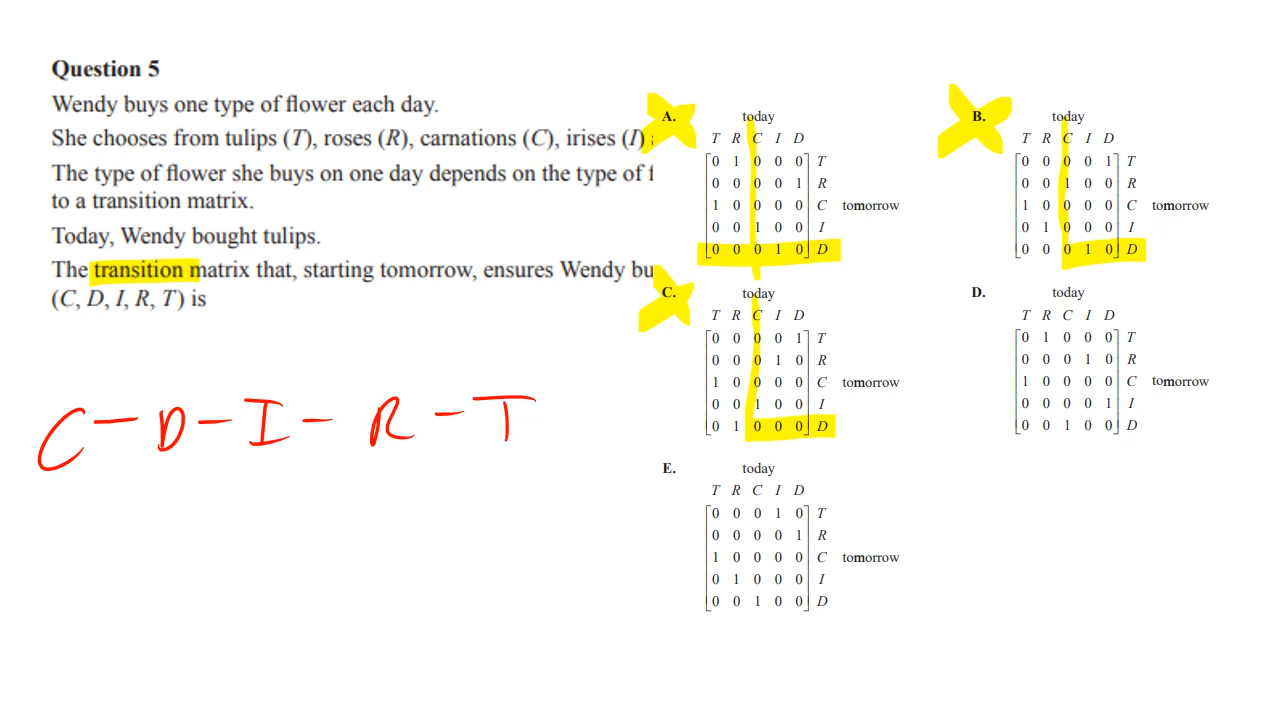 Question 5
Wendy buys one type of flower each day.
She chooses from tulips (T), roses (R), carnations (C), irises (I)
The type of flower she buys on one day depends on the type of
to a transition matrix.
Today, Wendy bought tulips.
The transition matrix that, starting tomorrow, ensures Wendy bu
(C, D, I, R, T) is
C – D – I – R – T
A. today
T R C I D
0 1 0 0 0 T
0 0 0 0 1 R
1 0 0 0 0 C tomorrow
0 0 1 0 0 I
0 0 0 1 0 D
B. today
T R C I D
0 0 0 0 1 T
0 0 1 0 0 R
1 0 0 0 0 C tomorrow
0 1 0 0 0 I
0 0 0 1 0 D
C. today
T R C I D
0 0 0 0 1 T
0 0 0 1 0 R
1 0 0 0 0 C tomorrow
0 0 1 0 0 I
0 1 0 0 0 D
D. today
T R C I D
0 1 0 0 0 T
0 0 0 1 0 R
1 0 0 0 0 C tomorrow
0 0 0 0 1 I
0 0 1 0 0 D
E. today
T R C I D
0 0 0 1 0 T
0 0 0 0 1 R
1 0 0 0 0 C tomorrow
0 1 0 0 0 I
0 0 1 0 0 D